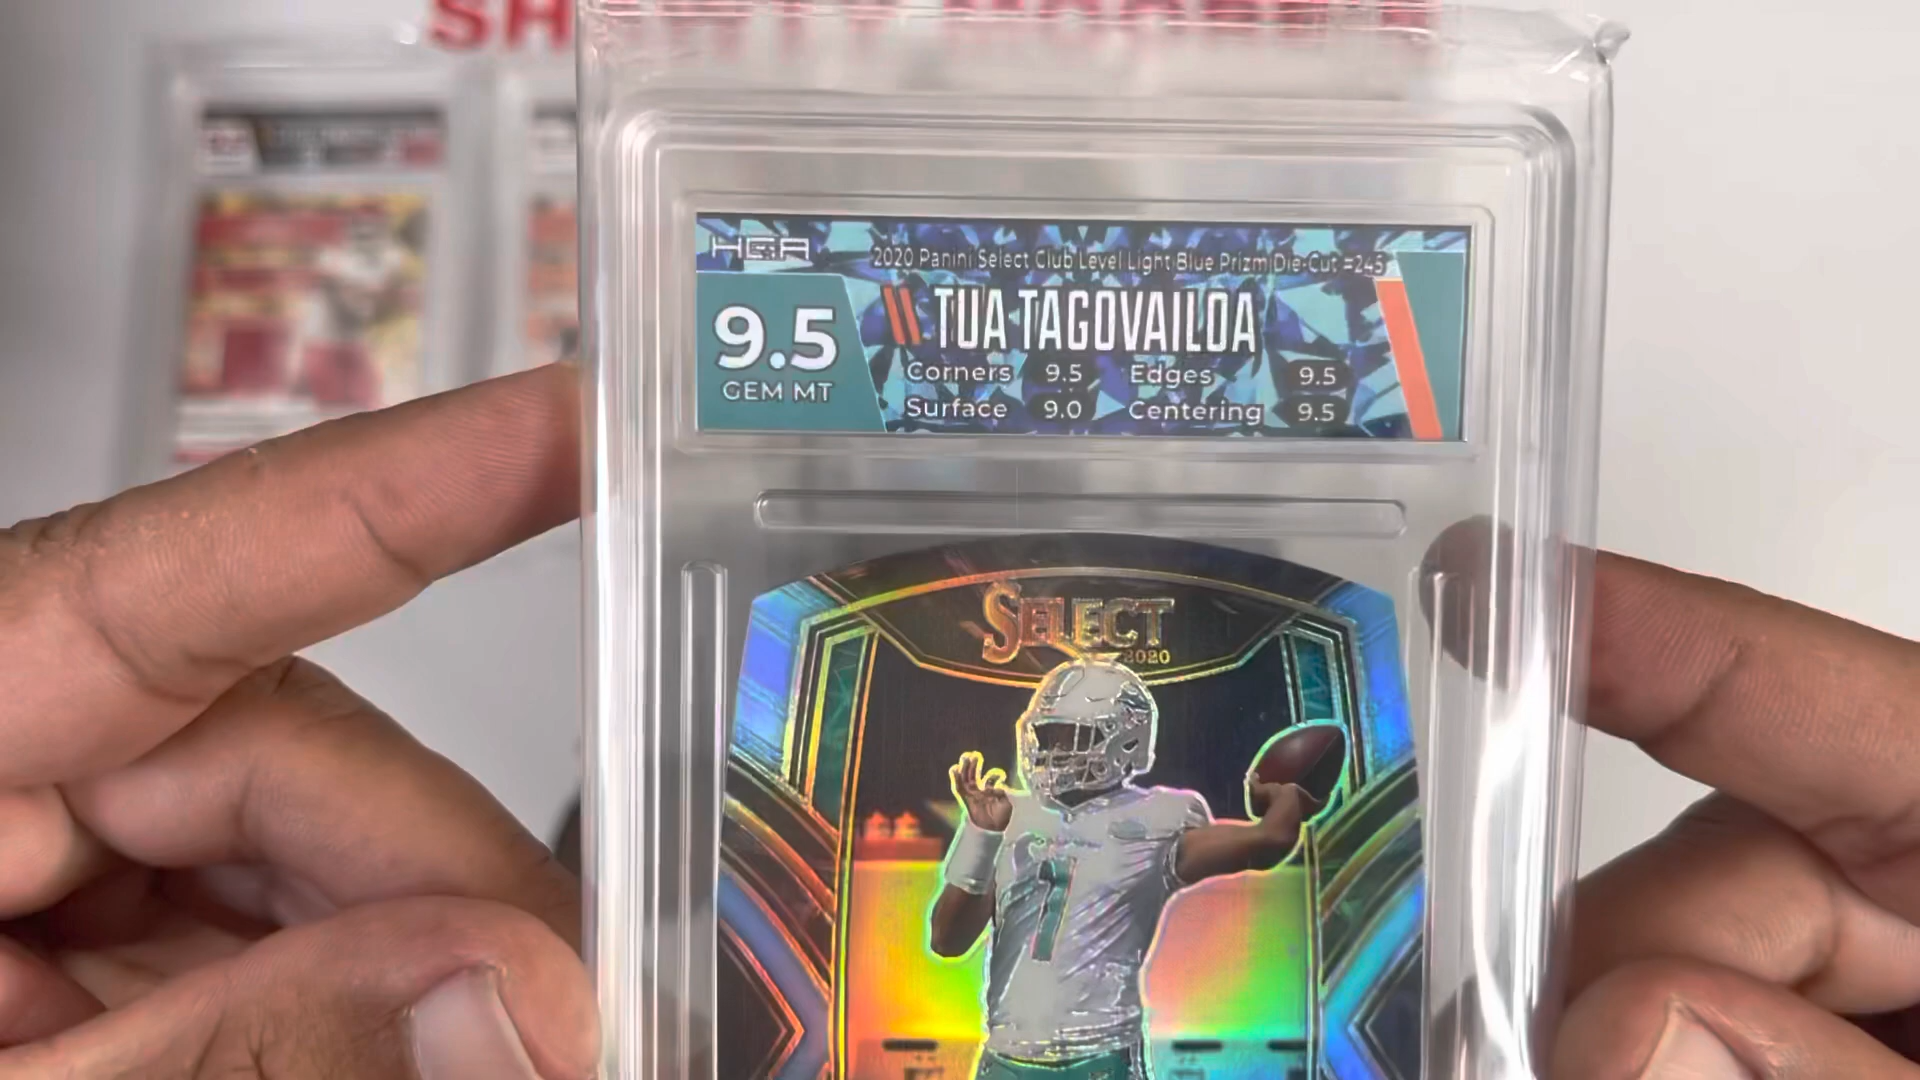 HGA
2020 Panini Select Club Level Light Blue Prizm Die-Cut #245
9.5
GEM MT
TUA TAGOVAILOA
Corners 9.5 Edges 9.5
Surface 9.0 Centering 9.5
SELECT
2020
1